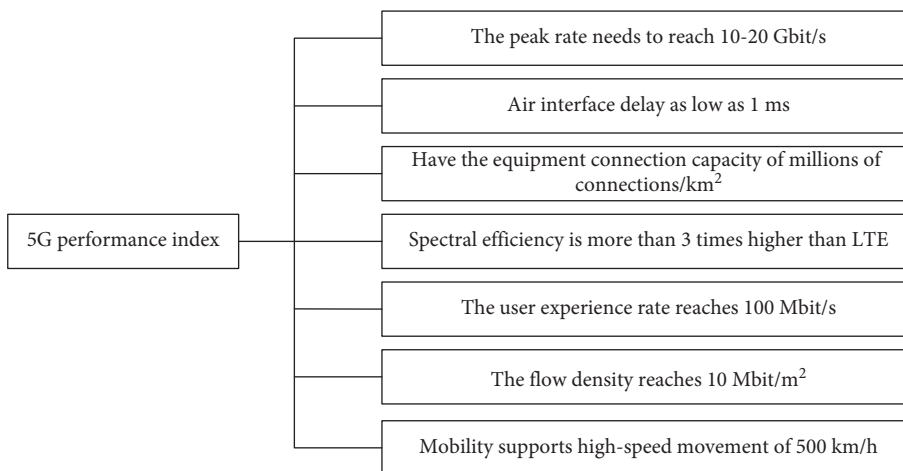 The peak rate needs to reach 10-20 Gbit/s
Air interface delay as low as 1 ms
Have the equipment connection capacity of millions of
connections/km²
5G performance index
Spectral efficiency is more than 3 times higher than LTE
The user experience rate reaches 100 Mbit/s
The flow density reaches 10 Mbit/m²
Mobility supports high-speed movement of 500 km/h